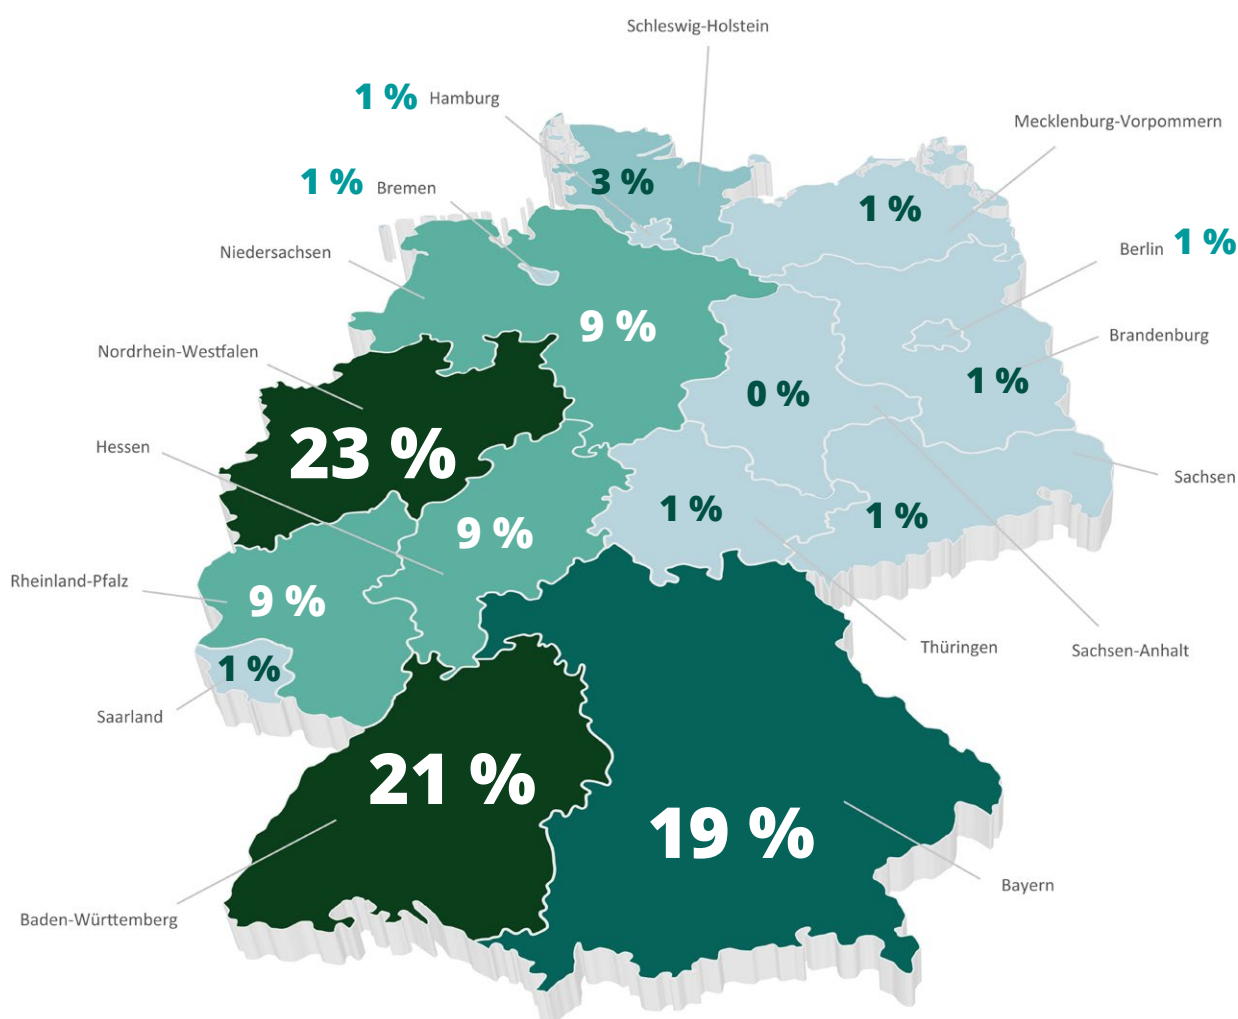 Schleswig-Holstein
1 % Hamburg
Mecklenburg-Vorpommern
3 %
1 % Bremen
1 %
Berlin 1 %
Niedersachsen
9 %
Brandenburg
Nordrhein-Westfalen
1 %
0 %
23 %
Hessen
Sachsen
1 %
1 %
9 %
Rheinland-Pfalz
9 %
Thüringen
Sachsen-Anhalt
1 %
Saarland
21 %
19 %
Bayern
Baden-Württemberg